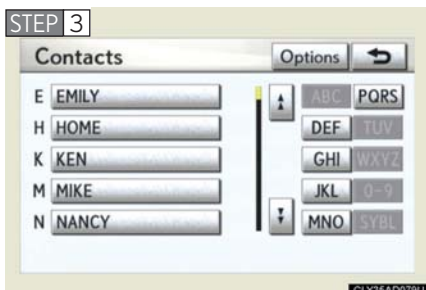 STEP 3
Contacts Options
E EMILY ABC PQRS
H HOME DEF TUV
K KEN GHI WXYZ
M MIKE JKL 0-9
N NANCY MNO SYBL